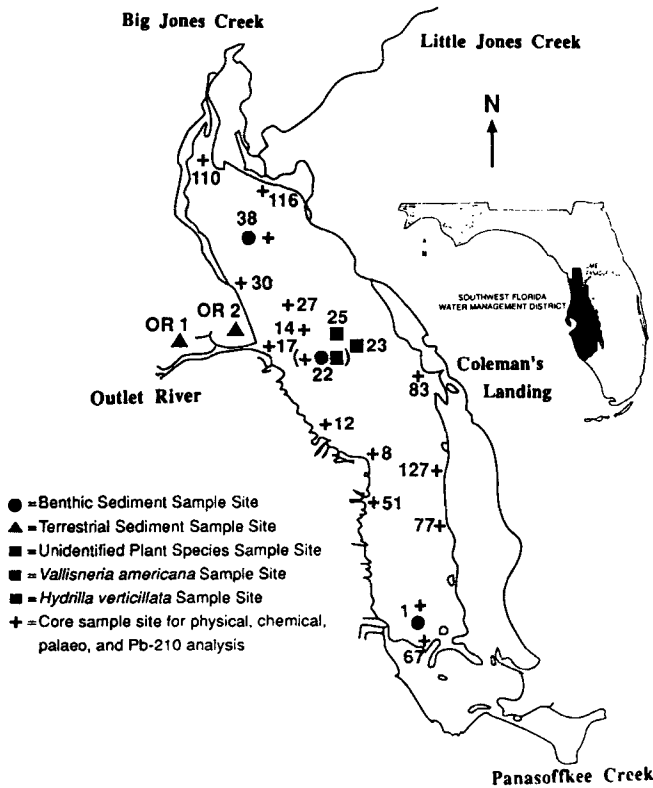 Big Jones Creek
Little Jones Creek
N
110
116
38
30
27
OR 2
25
OR 1
14
17
23
22
SOUTHWEST FLORIDA
WATER MANAGEMENT DISTRICT
Coleman's
Landing
83
Outlet River
12
8
127
51
77
1
67
= Benthic Sediment Sample Site
= Terrestrial Sediment Sample Site
= Unidentified Plant Species Sample Site
= Vallisneria americana Sample Site
= Hydrilla verticillata Sample Site
= Core sample site for physical, chemical,
palaeo, and Pb-210 analysis
Panasoffkee Creek